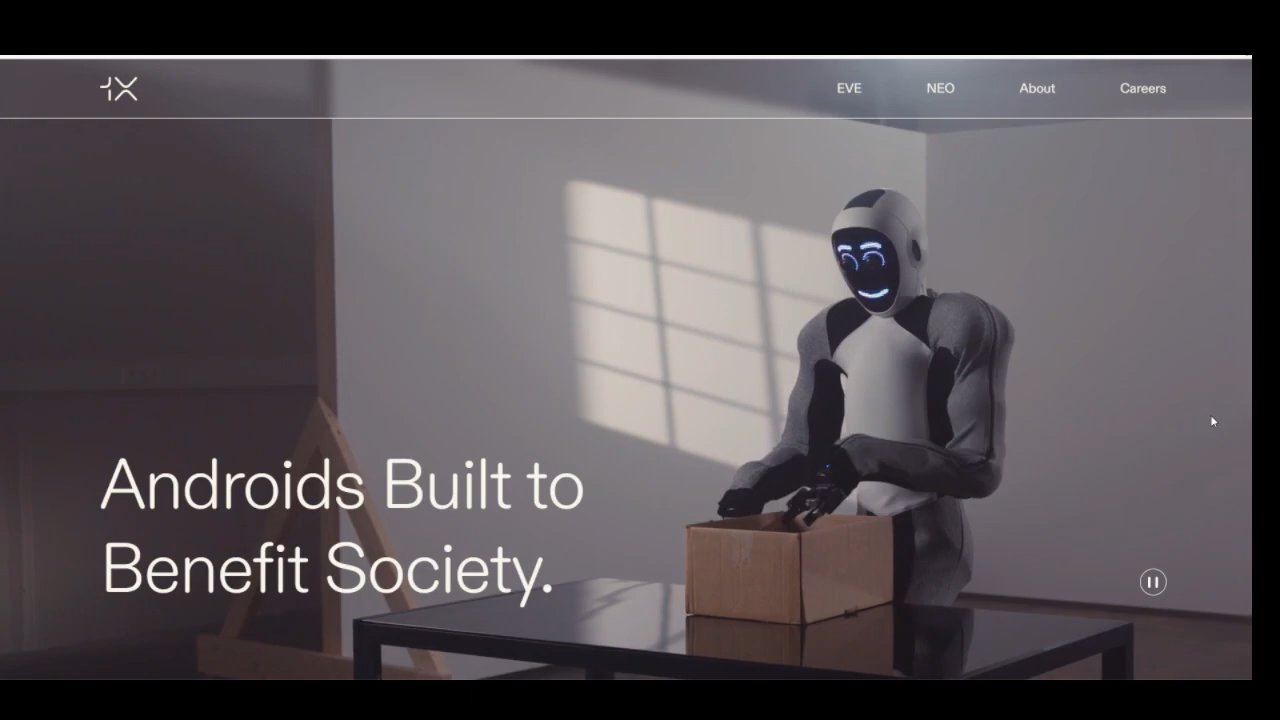 1X
EVE
NEO
About
Careers
Androids Built to
Benefit Society.